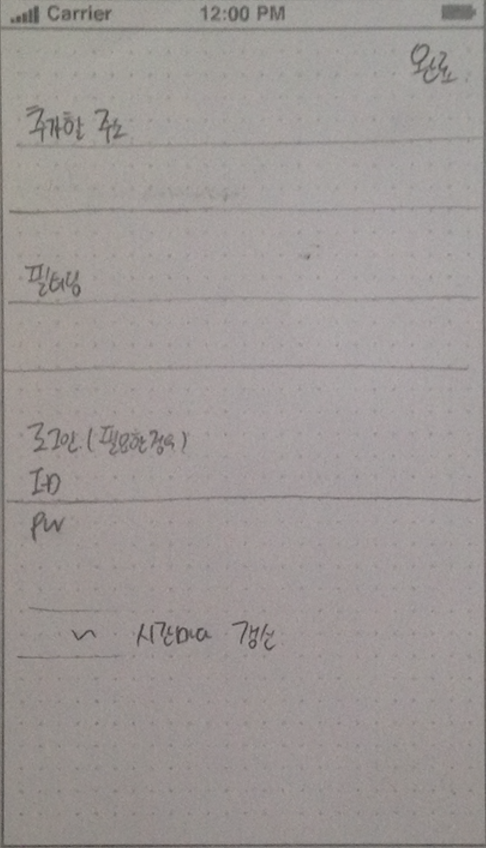 Carrier 12:00 PM
완료
추가한 주소
필터링
로그인 (필요한 경우)
ID
PW
시간마다 갱신